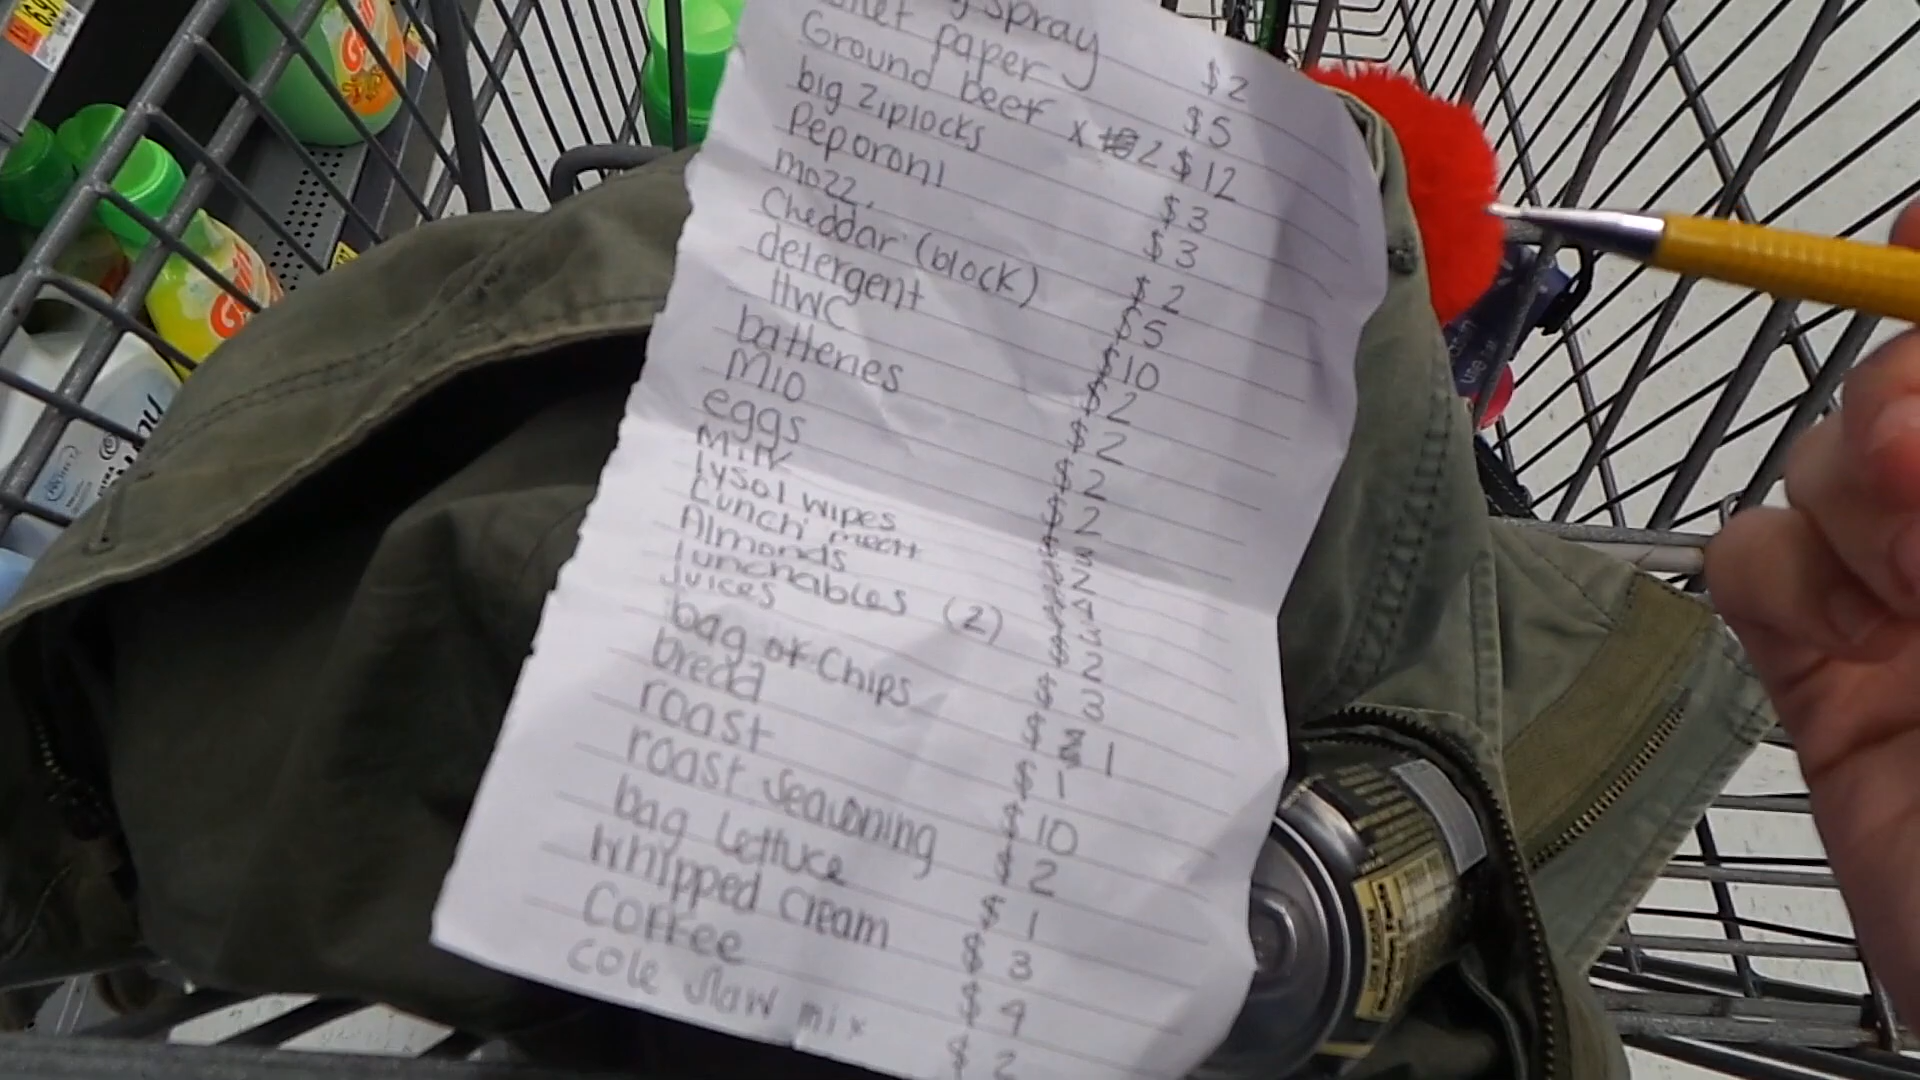 spray $2
paper $5
Ground beef x 2 $12
big ziplocks $3
Peporoni $3
mozz. $2
Cheddar (block) $5
detergent $10
HWC $2
batteries $2
Mio $2
eggs $2
Milk
lysol wipes
Lunch meat
Almonds
lunchables (2) $2
Juices $3
bag of Chips $1
bread $1
roast $10
roast seasoning $2
bag Lettuce $1
Whipped cream $3
Coffee $9
cole slaw mix $2
Gain
Gain